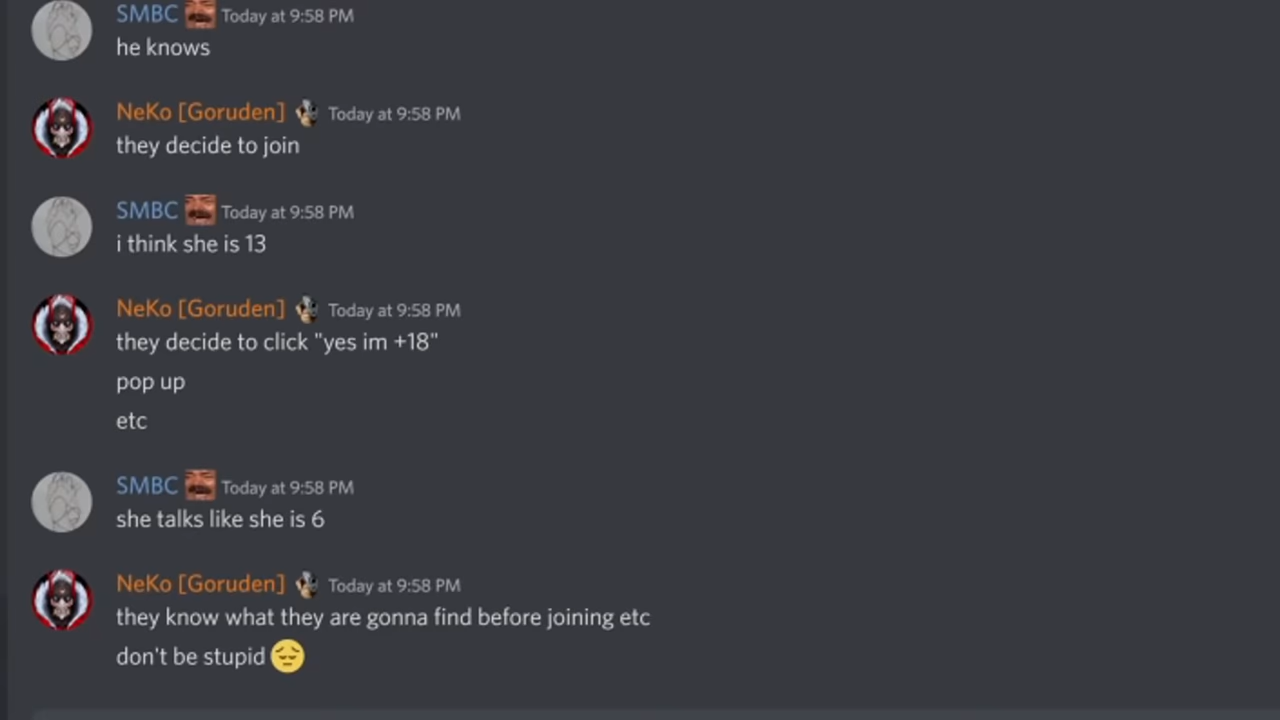 SMBC Today at 9:58 PM
he knows
NeKo [Goruden] Today at 9:58 PM
they decide to join
SMBC Today at 9:58 PM
i think she is 13
NeKo [Goruden] Today at 9:58 PM
they decide to click "yes im +18"
pop up
etc
SMBC Today at 9:58 PM
she talks like she is 6
NeKo [Goruden] Today at 9:58 PM
they know what they are gonna find before joining etc
don't be stupid